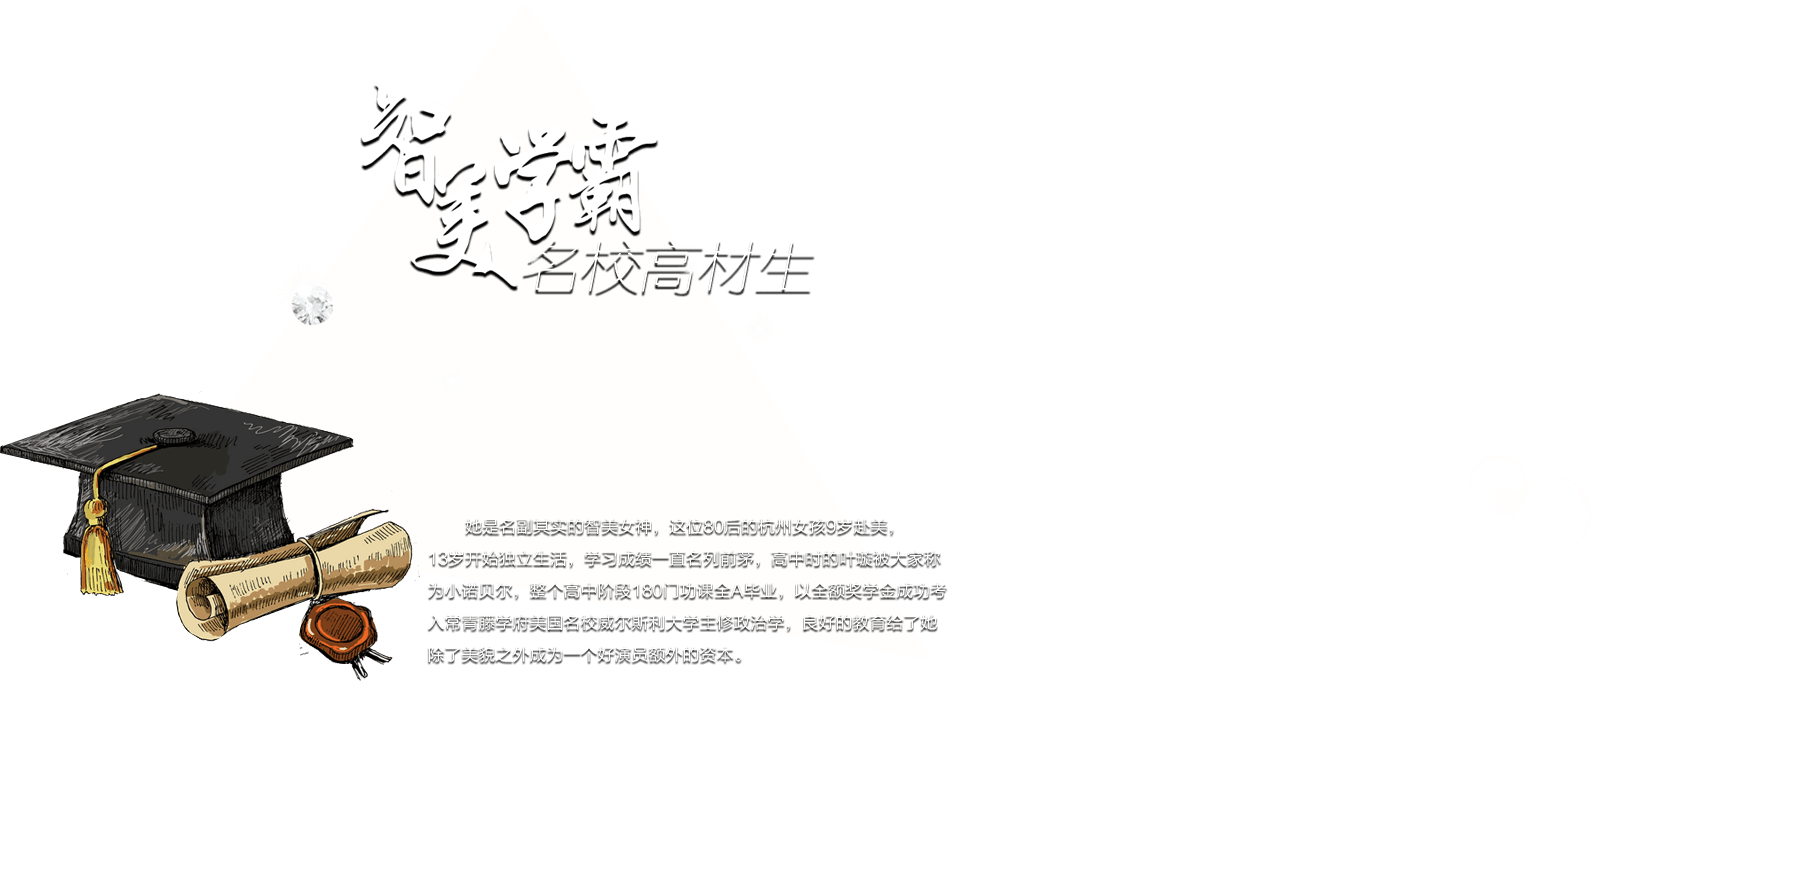 智美学霸
名校高材生
她是名副其实的智美女神，这位80后的杭州女孩9岁赴美，
13岁开始独立生活，学习成绩一直名列前茅，高中时的叶璇被大家称
为小诺贝尔，整个高中阶段180门功课全A毕业，以全额奖学金成功考
入常青藤学府美国名校威尔斯利大学主修政治学，良好的教育给了她
除了美貌之外成为一个好演员额外的资本。